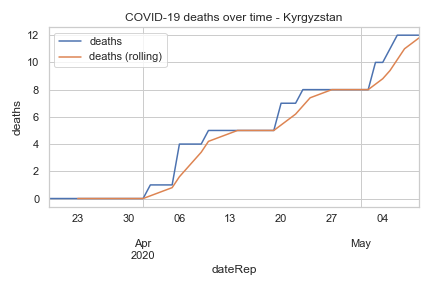 COVID-19 deaths over time - Kyrgyzstan
deaths
deaths (rolling)
12
10
8
6
4
2
0
deaths
23 30 06 13 20 27 04
Apr May
2020
dateRep